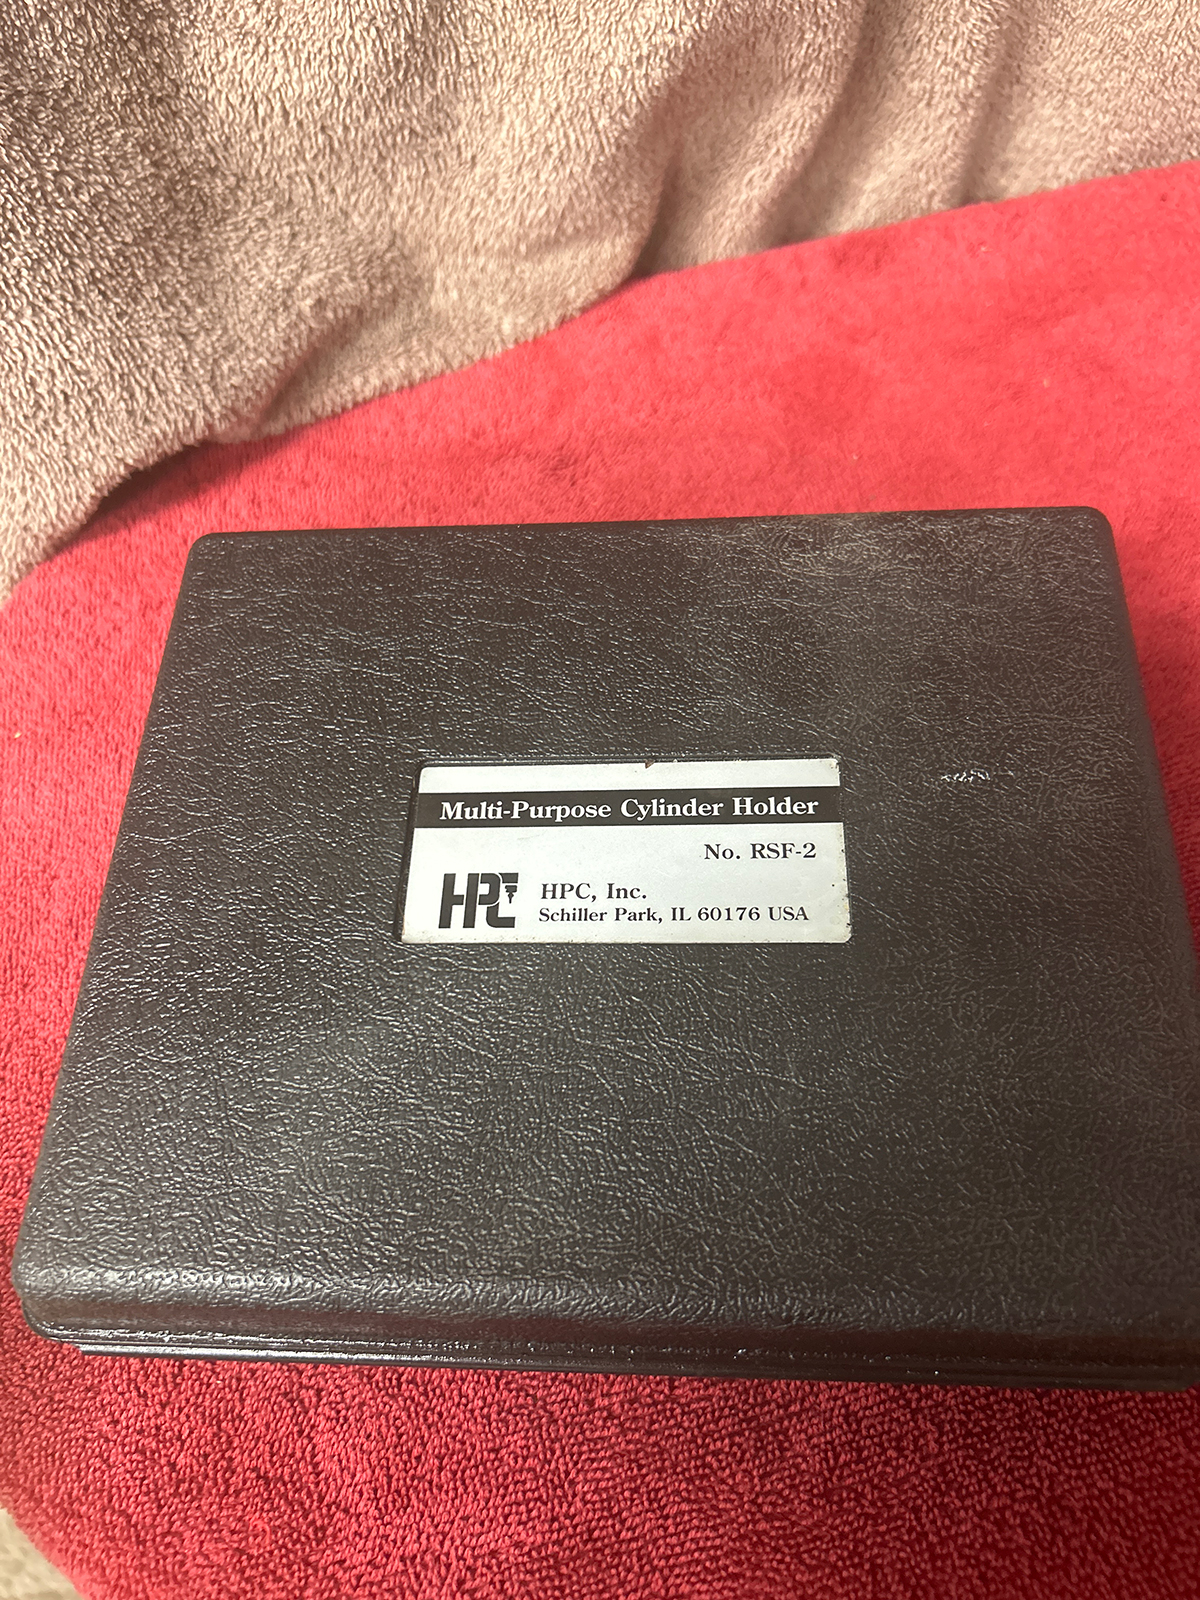 Multi-Purpose Cylinder Holder
No. RSF-2
HPC
HPC, Inc.
Schiller Park, IL 60176 USA